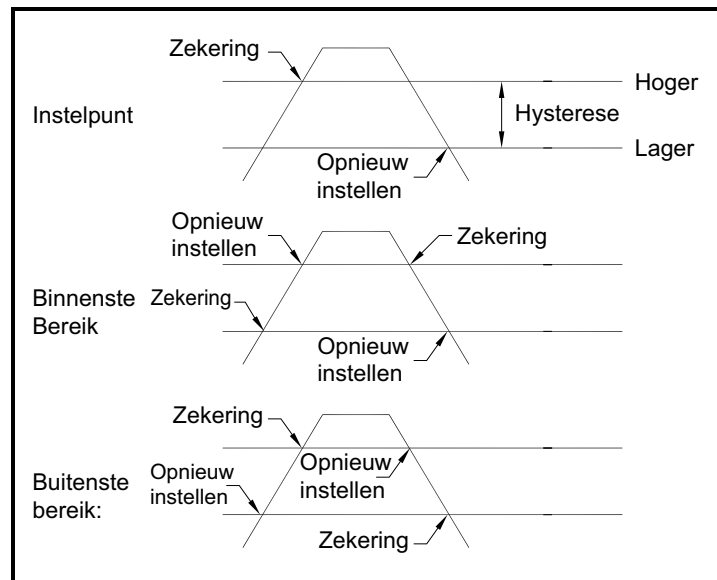 Zekering
Hoger
Instelpunt
Hysterese
Lager
Opnieuw
instellen
Opnieuw
instellen
Zekering
Binnenste
Bereik
Zekering
Opnieuw
instellen
Zekering
Opnieuw
instellen
Buitenste
bereik:
Opnieuw
instellen
Zekering